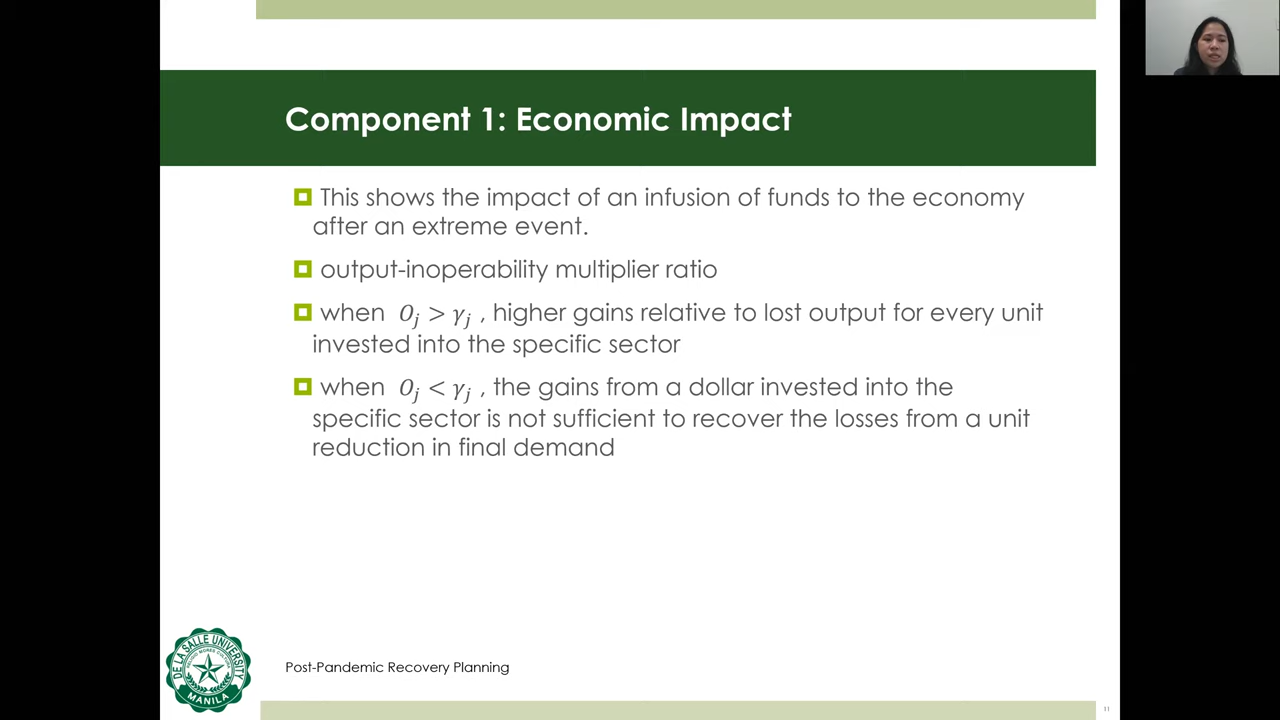 Component 1: Economic Impact
This shows the impact of an infusion of funds to the economy
after an extreme event.
output-inoperability multiplier ratio
when O_j > γ_j , higher gains relative to lost output for every unit
invested into the specific sector
when O_j < γ_j , the gains from a dollar invested into the
specific sector is not sufficient to recover the losses from a unit
reduction in final demand
DE LA SALLE UNIVERSITY
MANILA
Post-Pandemic Recovery Planning
11